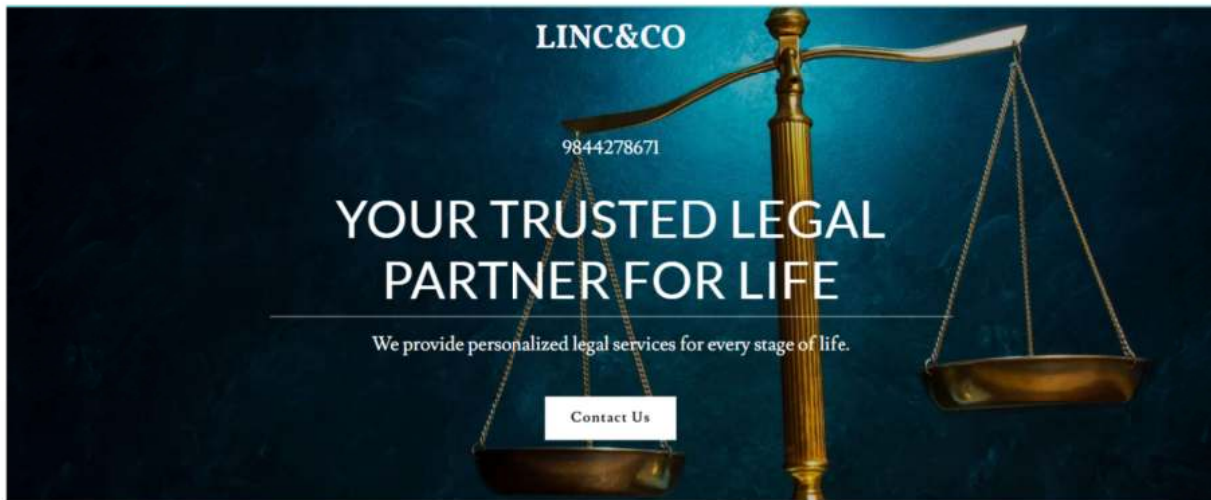 LINC&CO
9844278671
YOUR TRUSTED LEGAL
PARTNER FOR LIFE
We provide personalized legal services for every stage of life.
Contact Us